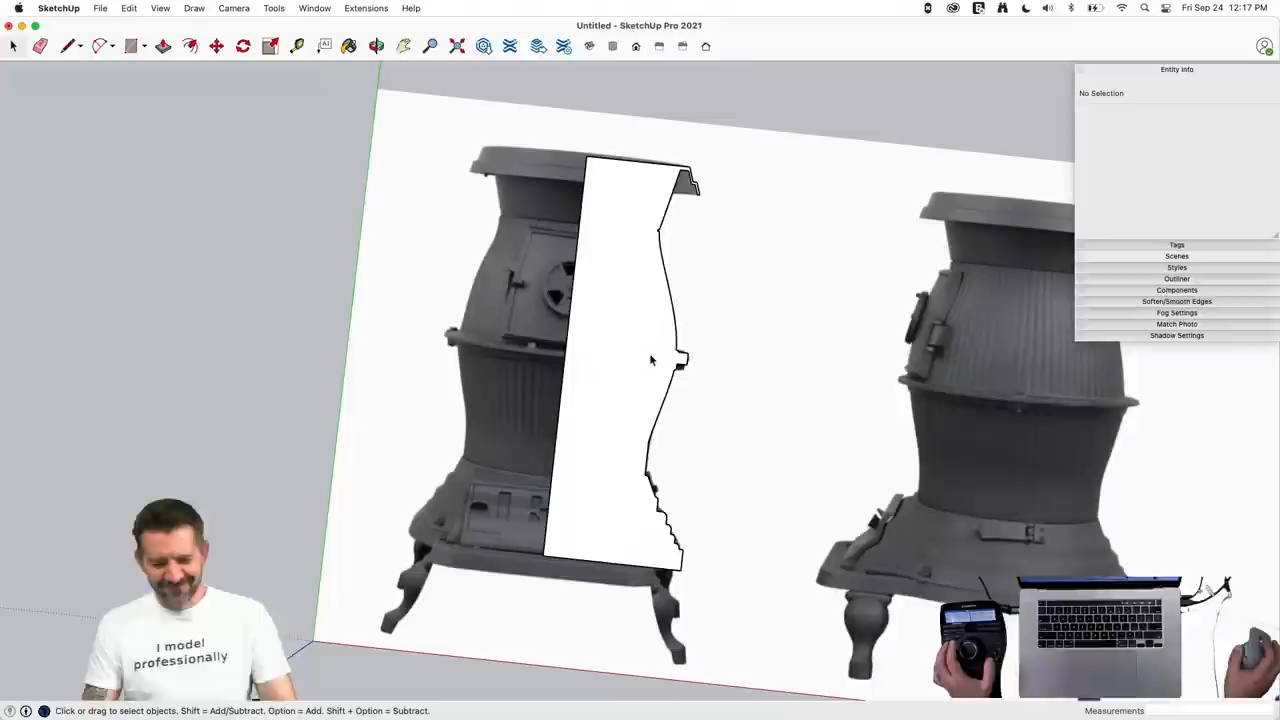 SketchUp File Edit View Draw Camera Tools Window Extensions Help Fri Sep 24 12:17 PM
Untitled - SketchUp Pro 2021
Entity Info
No Selection
Tags
Scenes
Styles
Outliner
Components
Soften/Smooth Edges
Fog Settings
Match Photo
Shadow Settings
I model
professionally
Click or drag to select objects. Shift = Add/Subtract. Option = Add. Shift + Option = Subtract.
Measurements